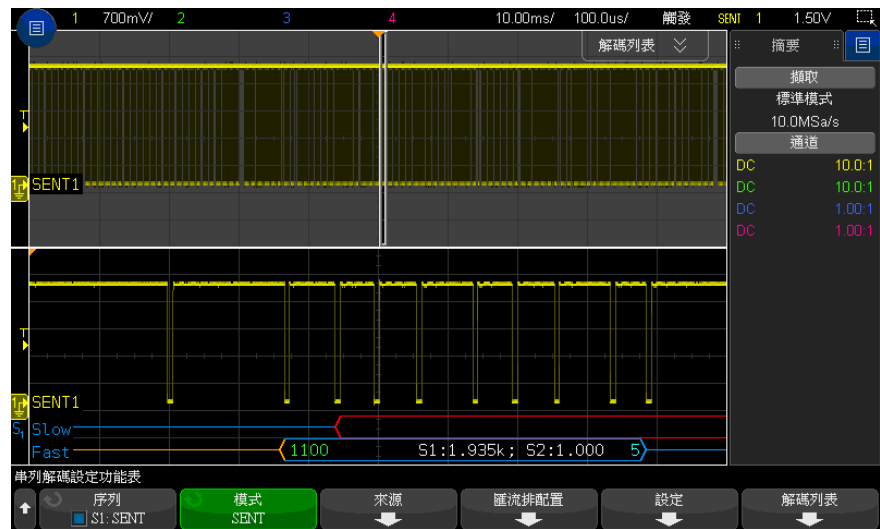 1 700mV/ 2 3 4 10.00ms/ 100.0us/ 觸發 SENT 1 1.50V
解碼列表
摘要
擷取
標準模式
10.0MSa/s
通道
DC 10.0:1
DC 10.0:1
DC 1.00:1
DC 1.00:1
T
SENT1
T
SENT1
S1 Slow
Fast 1100 S1:1.935k; S2:1.000 5
串列解碼設定功能表
序列
S1: SENT
模式
SENT
來源
匯流排配置
設定
解碼列表